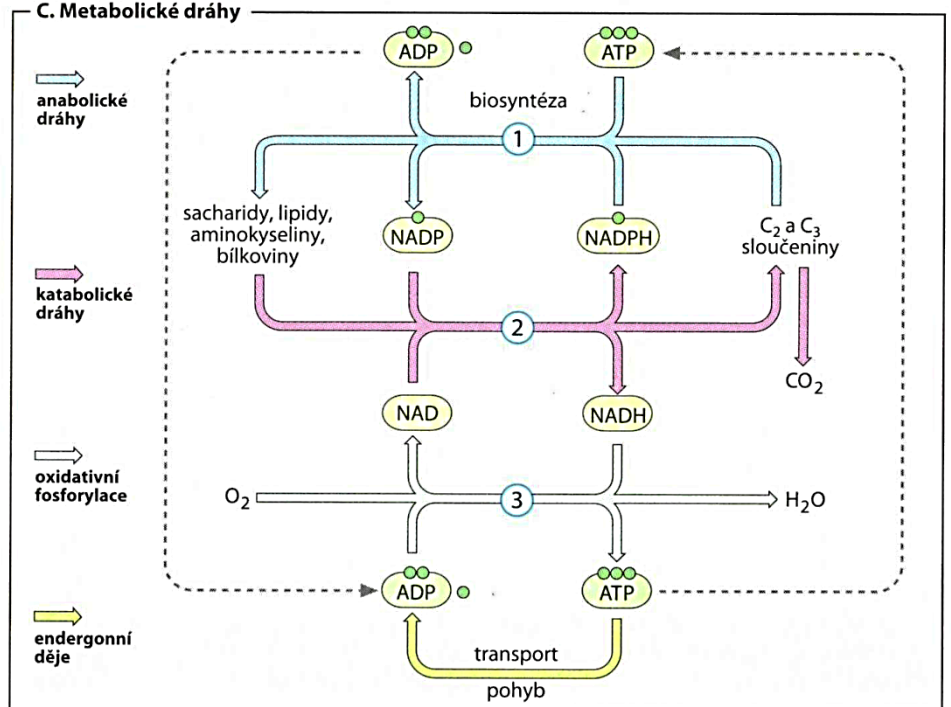 C. Metabolické dráhy
ADP
ATP
anabolické
dráhy
biosyntéza
1
sacharidy, lipidy,
aminokyseliny,
bílkoviny
NADP
NADPH
C₂ a C₃
sloučeniny
katabolické
dráhy
2
CO₂
NAD
NADH
oxidativní
fosforylace
O₂
3
H₂O
ADP
ATP
endergonní
děje
transport
pohyb